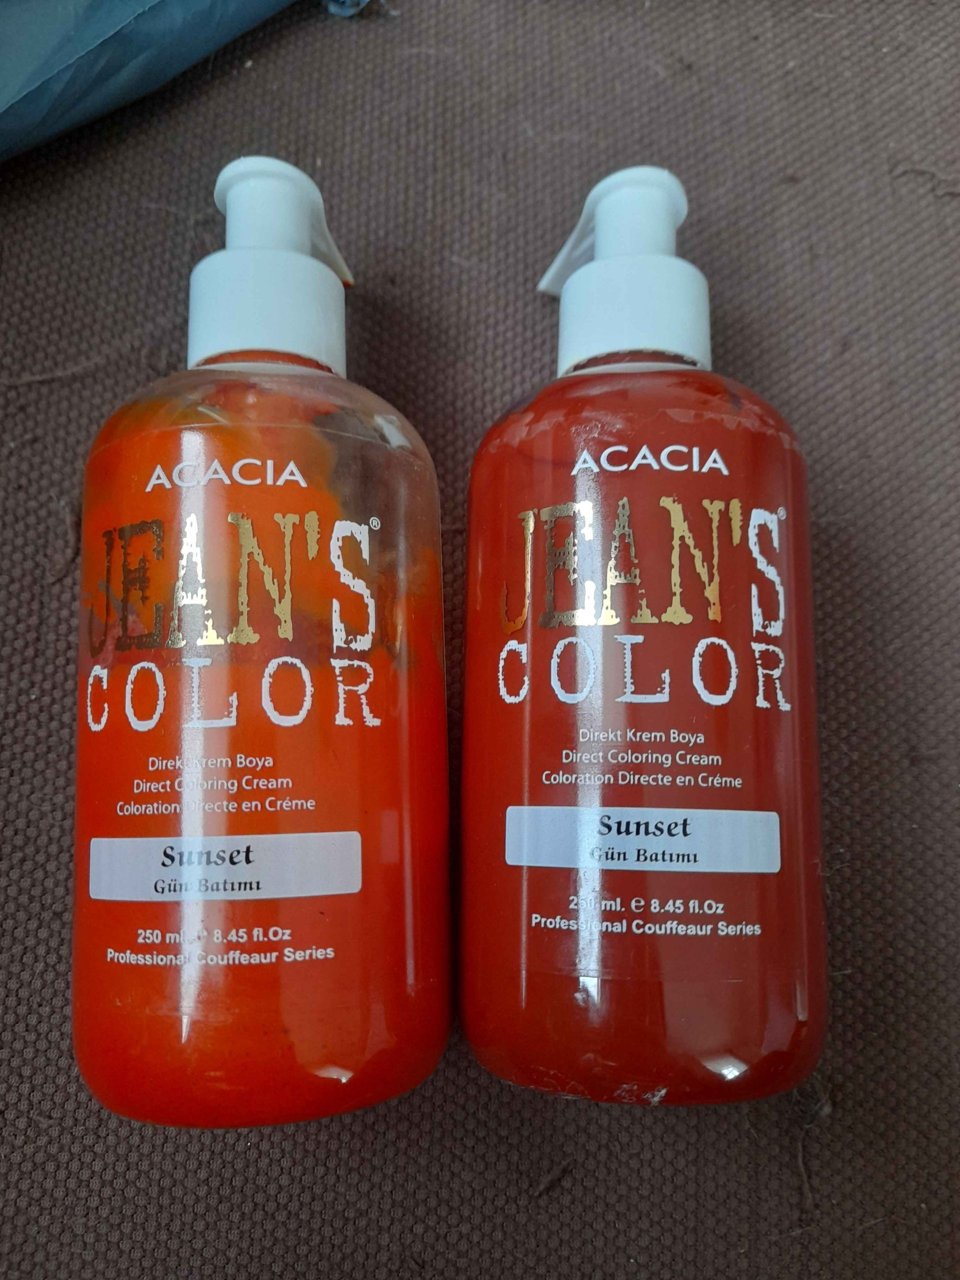 ACACIA
JEAN'S®
COLOR
Direkt Krem Boya
Direct Coloring Cream
Coloration Directe en Créme
Sunset
Gün Batımı
250 ml. e 8.45 fl.Oz
Professional Couffeaur Series
ACACIA
JEAN'S®
COLOR
Direkt Krem Boya
Direct Coloring Cream
Coloration Directe en Créme
Sunset
Gün Batımı
250 ml. e 8.45 fl.Oz
Professional Couffeaur Series